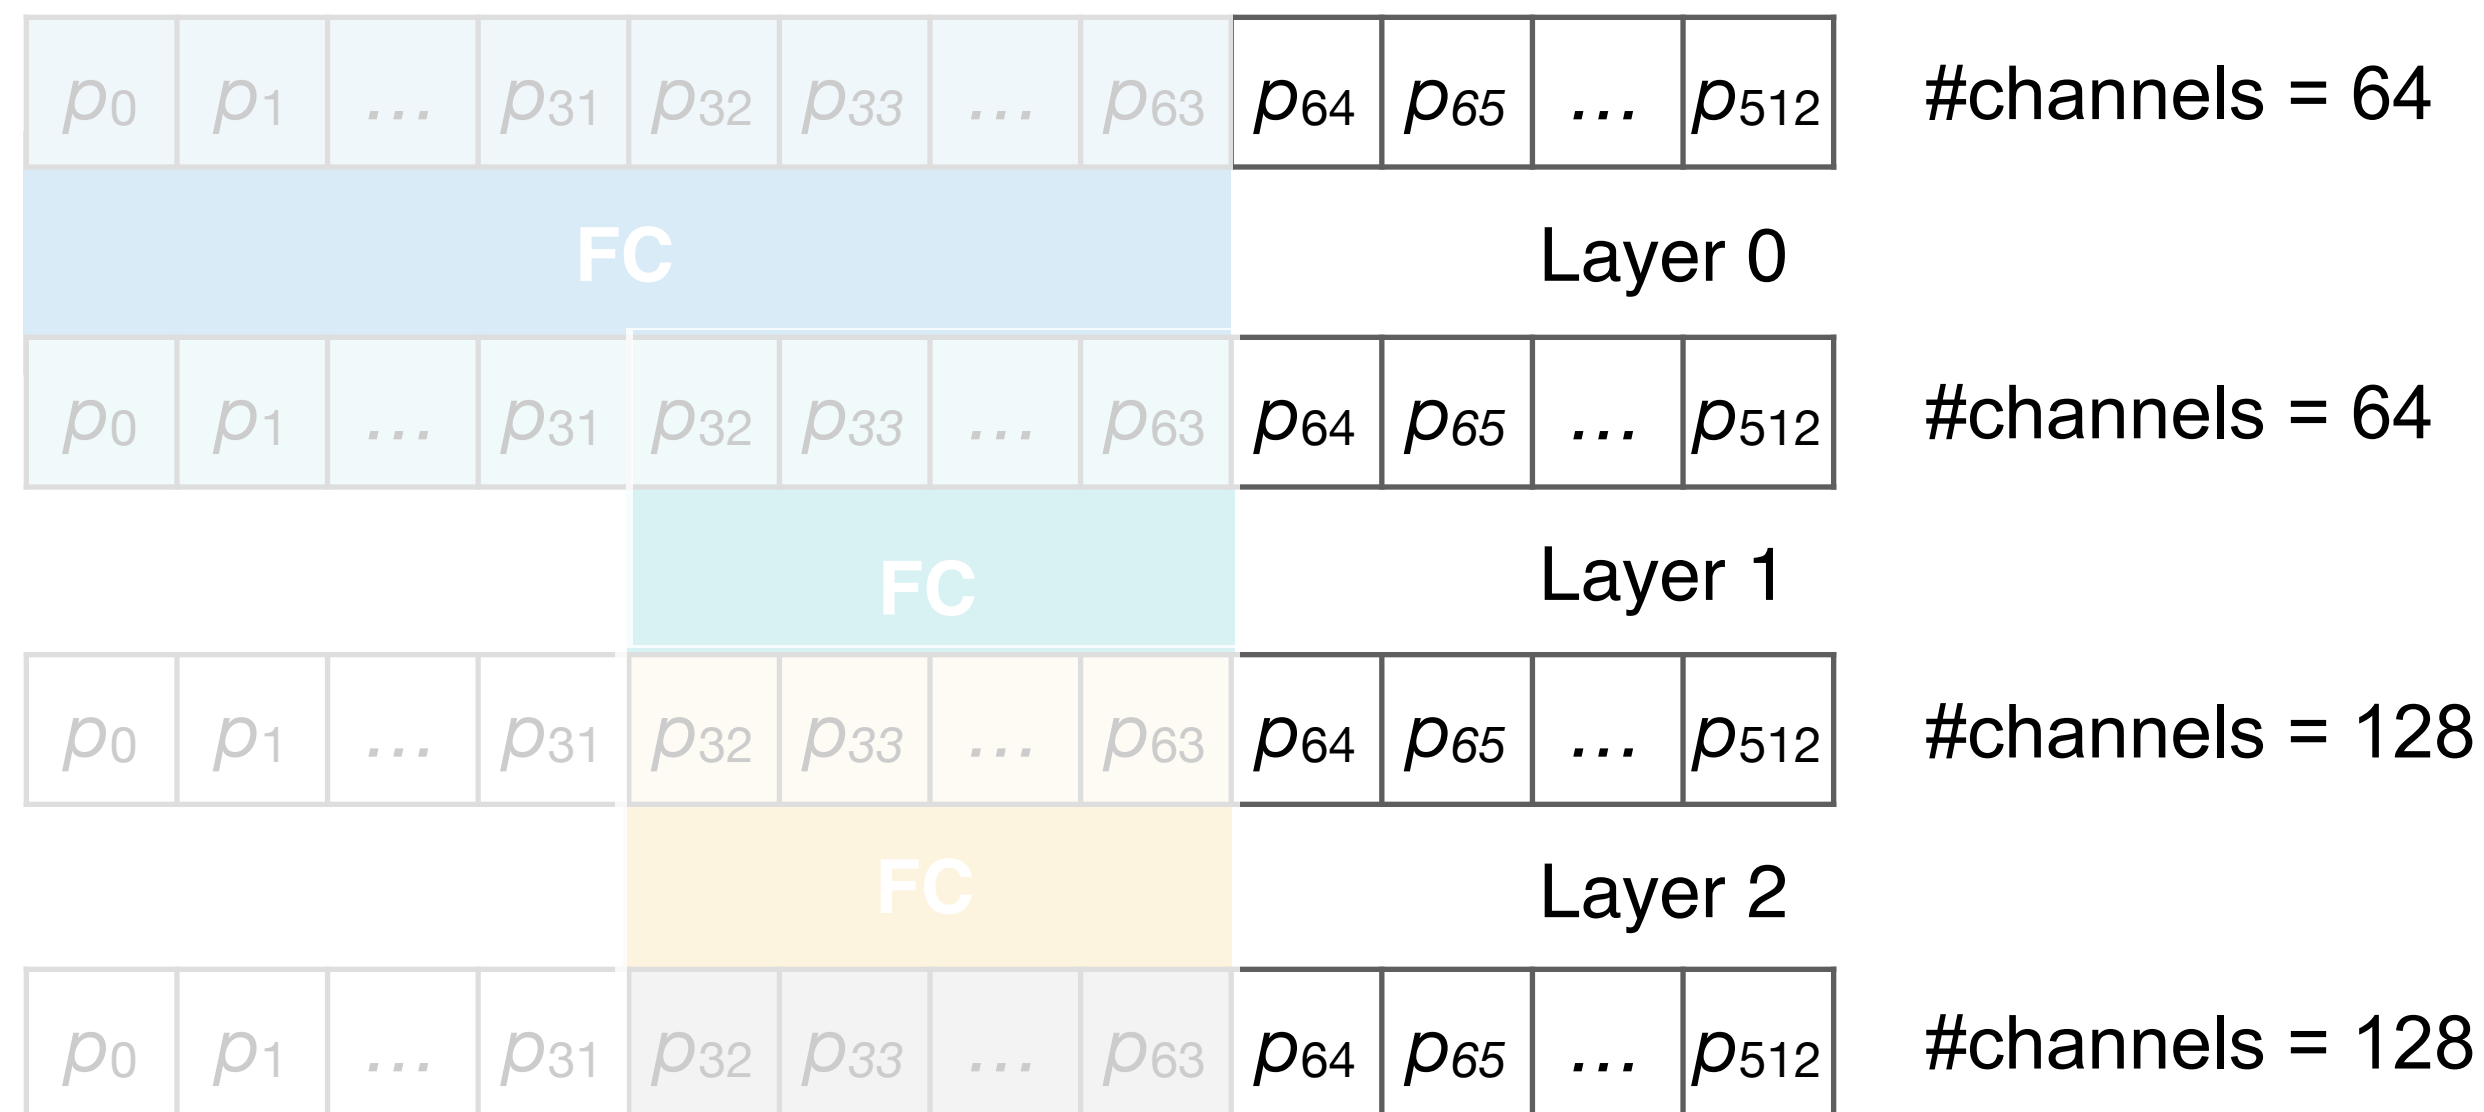 p0 p1 ... p31 p32 p33 ... p63 p64 p65 ... p512 #channels = 64
FC Layer 0
p0 p1 ... p31 p32 p33 ... p63 p64 p65 ... p512 #channels = 64
FC Layer 1
p0 p1 ... p31 p32 p33 ... p63 p64 p65 ... p512 #channels = 128
FC Layer 2
p0 p1 ... p31 p32 p33 ... p63 p64 p65 ... p512 #channels = 128